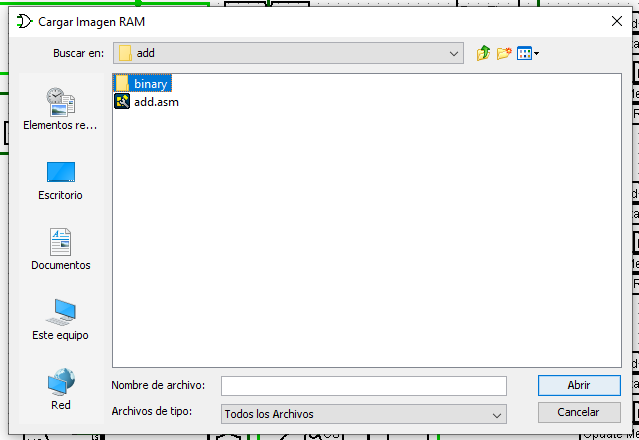 Cargar Imagen RAM
Buscar en:
add
binary
add.asm
Elementos re...
Escritorio
Documentos
Este equipo
Red
Nombre de archivo:
Abrir
Archivos de tipo:
Todos los Archivos
Cancelar